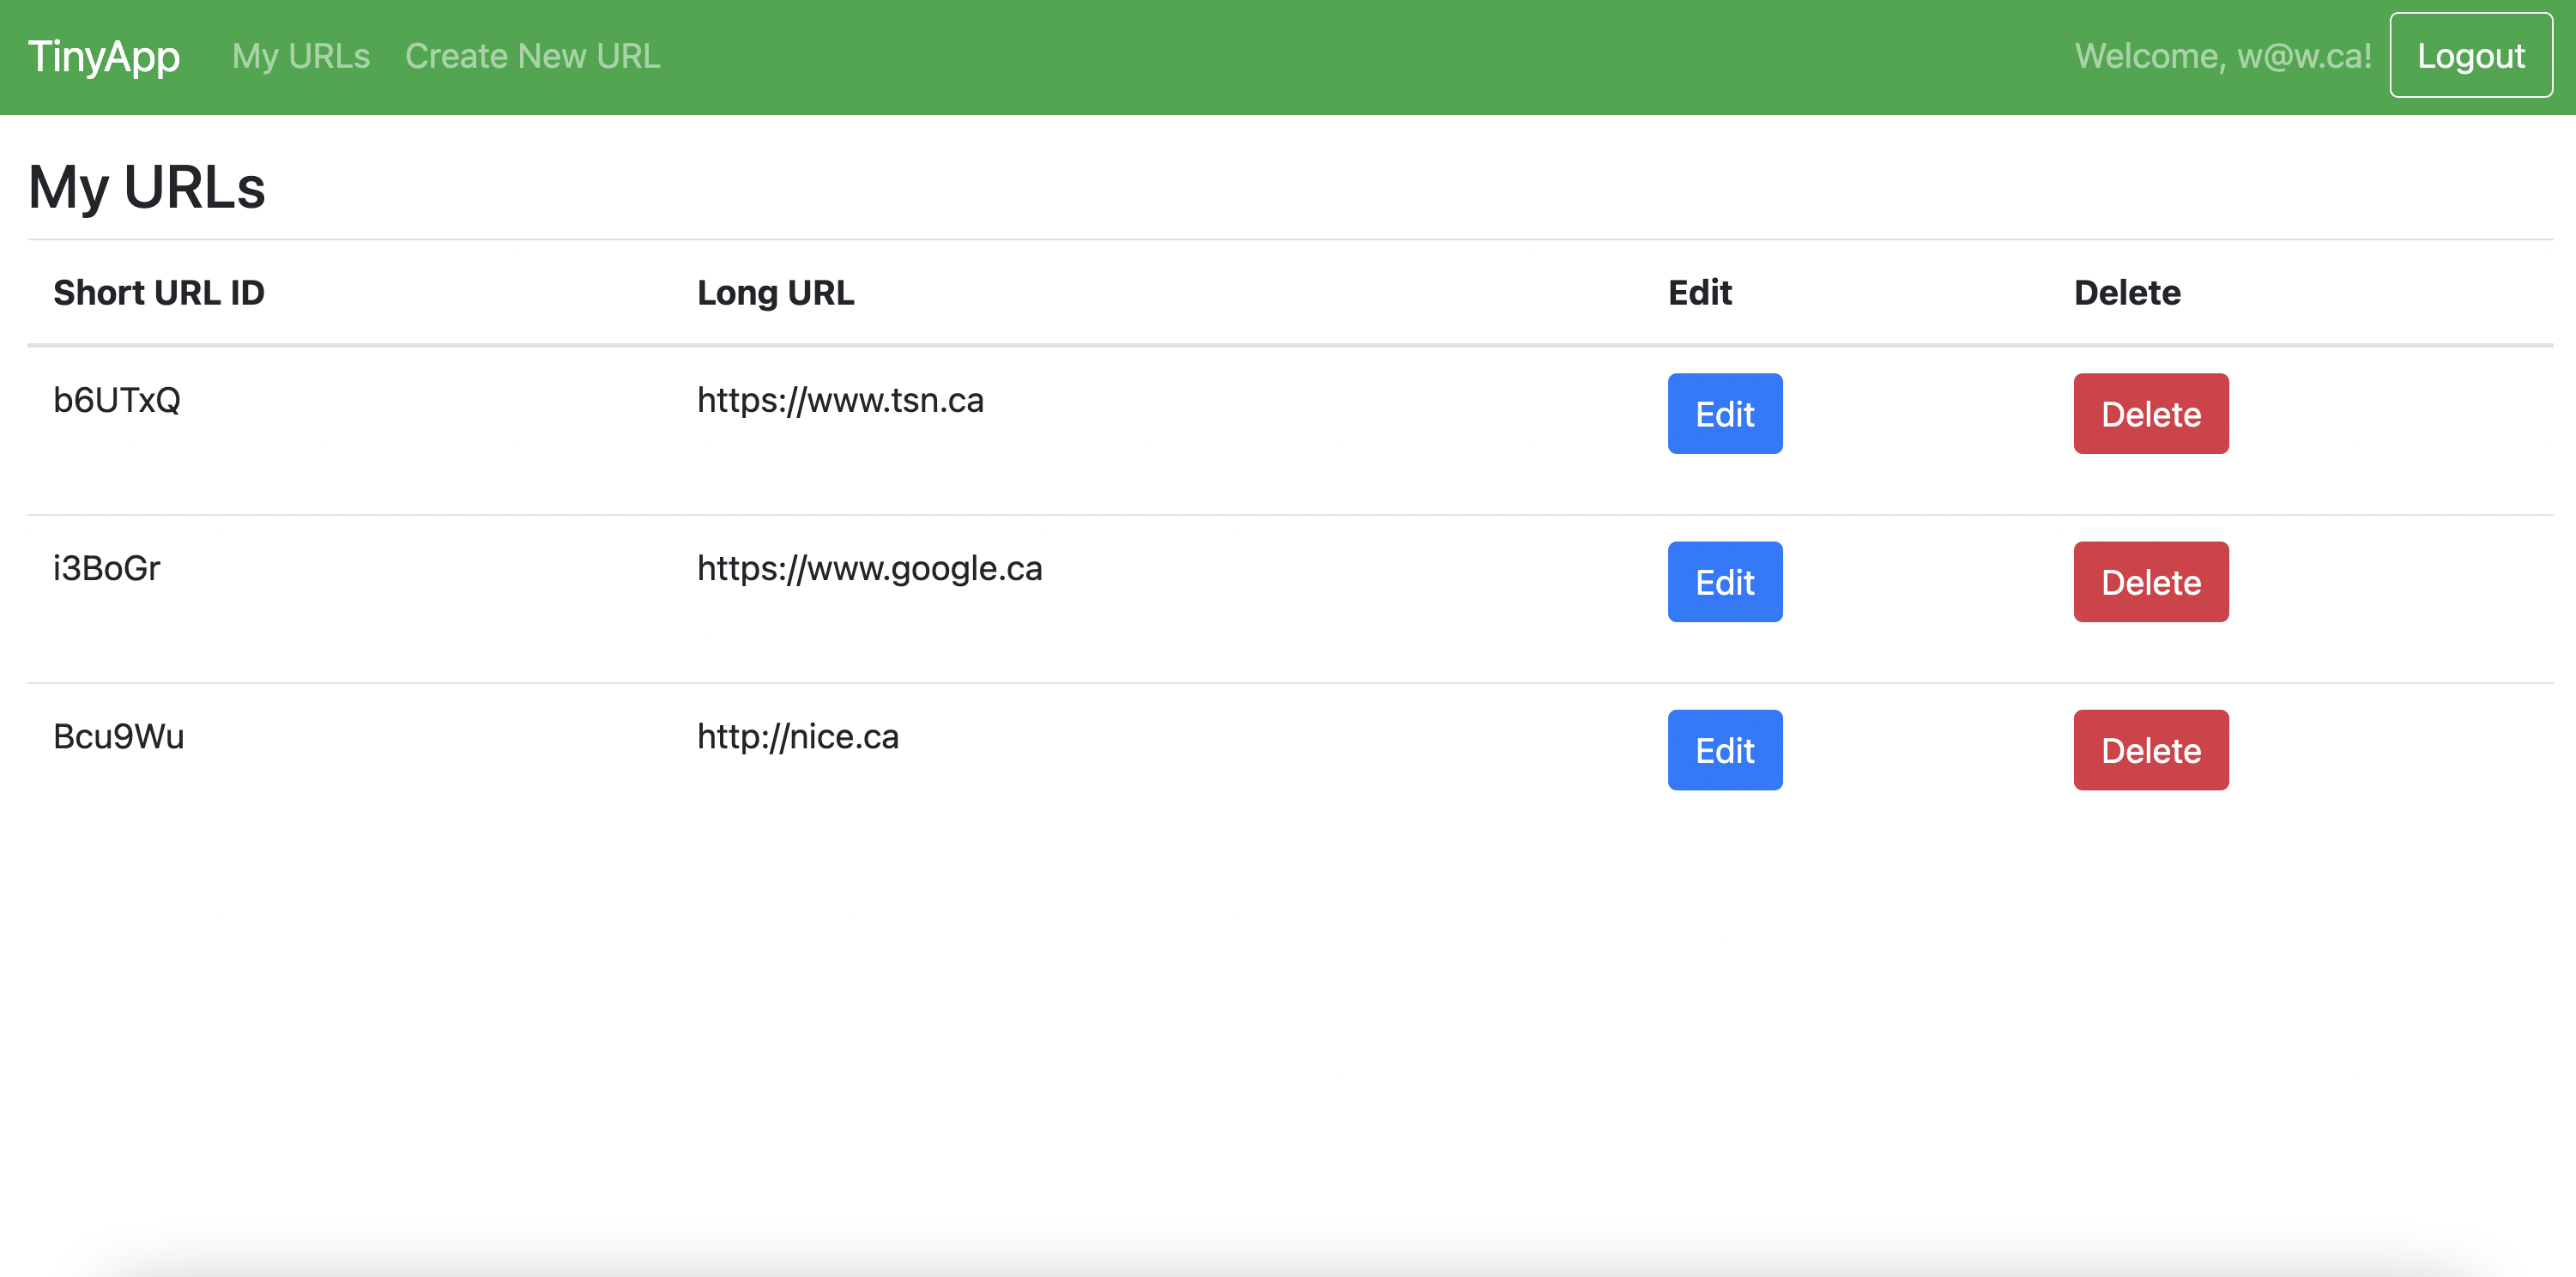 TinyApp My URLs Create New URL Welcome, w@w.ca! Logout
My URLs
Short URL ID Long URL Edit Delete
b6UTxQ https://www.tsn.ca Edit Delete
i3BoGr https://www.google.ca Edit Delete
Bcu9Wu http://nice.ca Edit Delete